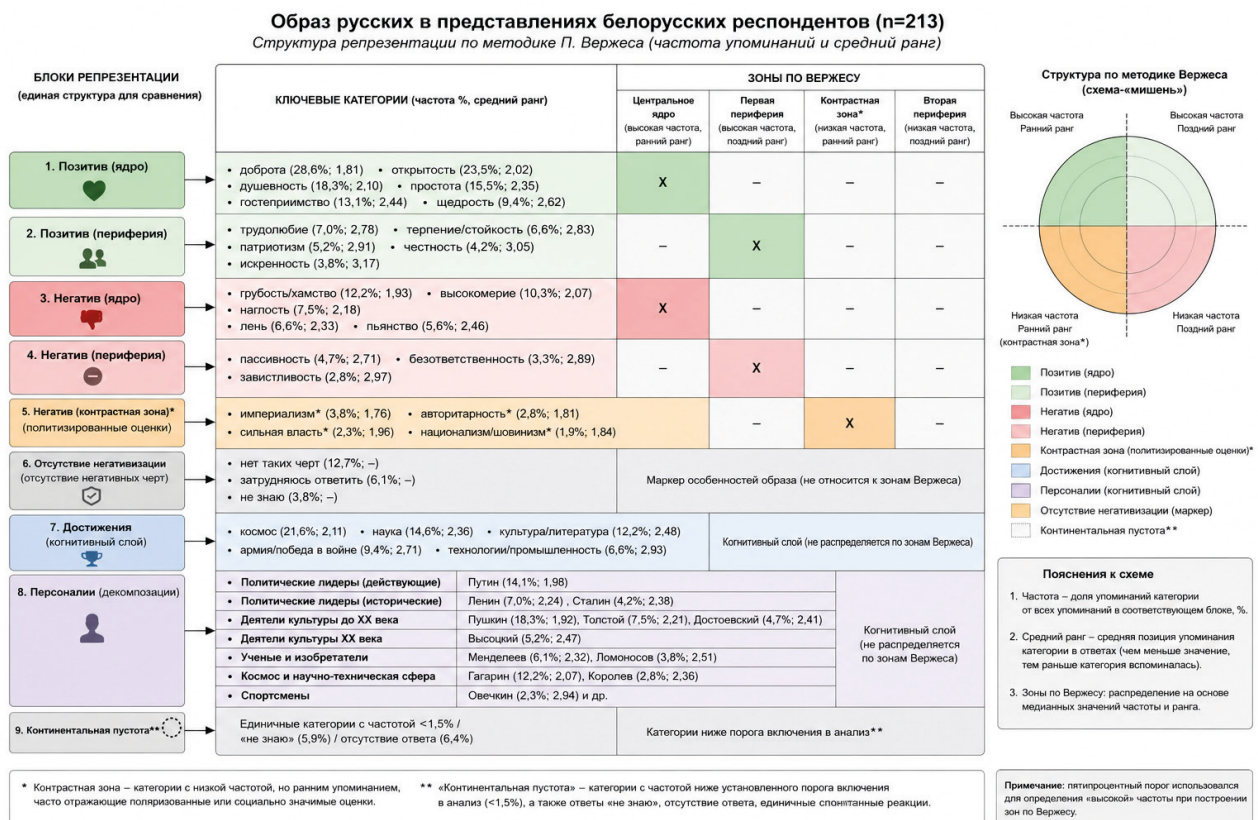 Образ русских в представлениях белорусских респондентов (n=213)
Структура репрезентации по методике П. Вержеса (частота упоминаний и средний ранг)
БЛОКИ РЕПРЕЗЕНТАЦИИ
(единая структура для сравнения)
КЛЮЧЕВЫЕ КАТЕГОРИИ (частота %, средний ранг)
ЗОНЫ ПО ВЕРЖЕСУ
Центральное
ядро
(высокая частота,
ранний ранг)
Первая
периферия
(высокая частота,
поздний ранг)
Контрастная
зона*
(низкая частота,
ранний ранг)
Вторая
периферия
(низкая частота,
поздний ранг)
1. Позитив (ядро)
• доброта (28,6%; 1,81) • открытость (23,5%; 2,02)
• душевность (18,3%; 2,10) • простота (15,5%; 2,35)
• гостеприимство (13,1%; 2,44) • щедрость (9,4%; 2,62)
X – – –
2. Позитив (периферия)
• трудолюбие (7,0%; 2,78) • терпение/стойкость (6,6%; 2,83)
• патриотизм (5,2%; 2,91) • честность (4,2%; 3,05)
• искренность (3,8%; 3,17)
– X – –
3. Негатив (ядро)
• грубость/хамство (12,2%; 1,93) • высокомерие (10,3%; 2,07)
• наглость (7,5%; 2,18)
• лень (6,6%; 2,33) • пьянство (5,6%; 2,46)
X – – –
4. Негатив (периферия)
• пассивность (4,7%; 2,71) • безответственность (3,3%; 2,89)
• завистливость (2,8%; 2,97)
– X – –
5. Негатив (контрастная зона)*
(политизированные оценки)
• империализм* (3,8%; 1,76) • авторитарность* (2,8%; 1,81)
• сильная власть* (2,3%; 1,96) • национализм/шовинизм* (1,9%; 1,84)
– X –
6. Отсутствие негативизации
(отсутствие негативных черт)
• нет таких черт (12,7%; –)
• затрудняюсь ответить (6,1%; –)
• не знаю (3,8%; –)
Маркер особенностей образа (не относится к зонам Вержеса)
7. Достижения
(когнитивный слой)
• космос (21,6%; 2,11) • наука (14,6%; 2,36) • культура/литература (12,2%; 2,48)
• армия/победа в войне (9,4%; 2,71) • технологии/промышленность (6,6%; 2,93)
Когнитивный слой (не распределяется по зонам Вержеса)
8. Персоналии (декомпозации)
• Политические лидеры (действующие) Путин (14,1%; 1,98)
• Политические лидеры (исторические) Ленин (7,0%; 2,24) , Сталин (4,2%; 2,38)
• Деятели культуры до XX века Пушкин (18,3%; 1,92), Толстой (7,5%; 2,21), Достоевский (4,7%; 2,41)
• Деятели культуры XX века Высоцкий (5,2%; 2,47)
• Ученые и изобретатели Менделеев (6,1%; 2,32), Ломоносов (3,8%; 2,51)
• Космос и научно-техническая сфера Гагарин (12,2%; 2,07), Королев (2,8%; 2,36)
• Спортсмены Овечкин (2,3%; 2,94) и др.
Когнитивный слой
(не распределяется
по зонам Вержеса)
9. Континентальная пустота**
Единичные категории с частотой <1,5% /
«не знаю» (5,9%) / отсутствие ответа (6,4%)
Категории ниже порога включения в анализ**
Структура по методике Вержеса
(схема-«мишень»)
Высокая частота
Ранний ранг
Высокая частота
Поздний ранг
Низкая частота
Ранний ранг
(контрастная зона*)
Низкая частота
Поздний ранг
Позитив (ядро)
Позитив (периферия)
Негатив (ядро)
Негатив (периферия)
Контрастная зона (политизированные оценки)*
Достижения (когнитивный слой)
Персоналии (когнитивный слой)
Отсутствие негативизации (маркер)
Континентальная пустота**
Пояснения к схеме
1. Частота – доля упоминаний категории
от всех упоминаний в соответствующем блоке, %.
2. Средний ранг – средняя позиция упоминания
категории в ответах (чем меньше значение,
тем раньше категория вспоминалась).
3. Зоны по Вержесу: распределение на основе
медианных значений частоты и ранга.
* Контрастная зона – категории с низкой частотой, но ранним упоминанием,
часто отражающие поляризованные или социально значимые оценки.
** «Континентальная пустота» – категории с частотой ниже установленного порога включения
в анализ (<1,5%), а также ответы «не знаю», отсутствие ответа, единичные спонтанные реакции.
Примечание: пятипроцентный порог использовался
для определения «высокой» частоты при построении
зон по Вержесу.